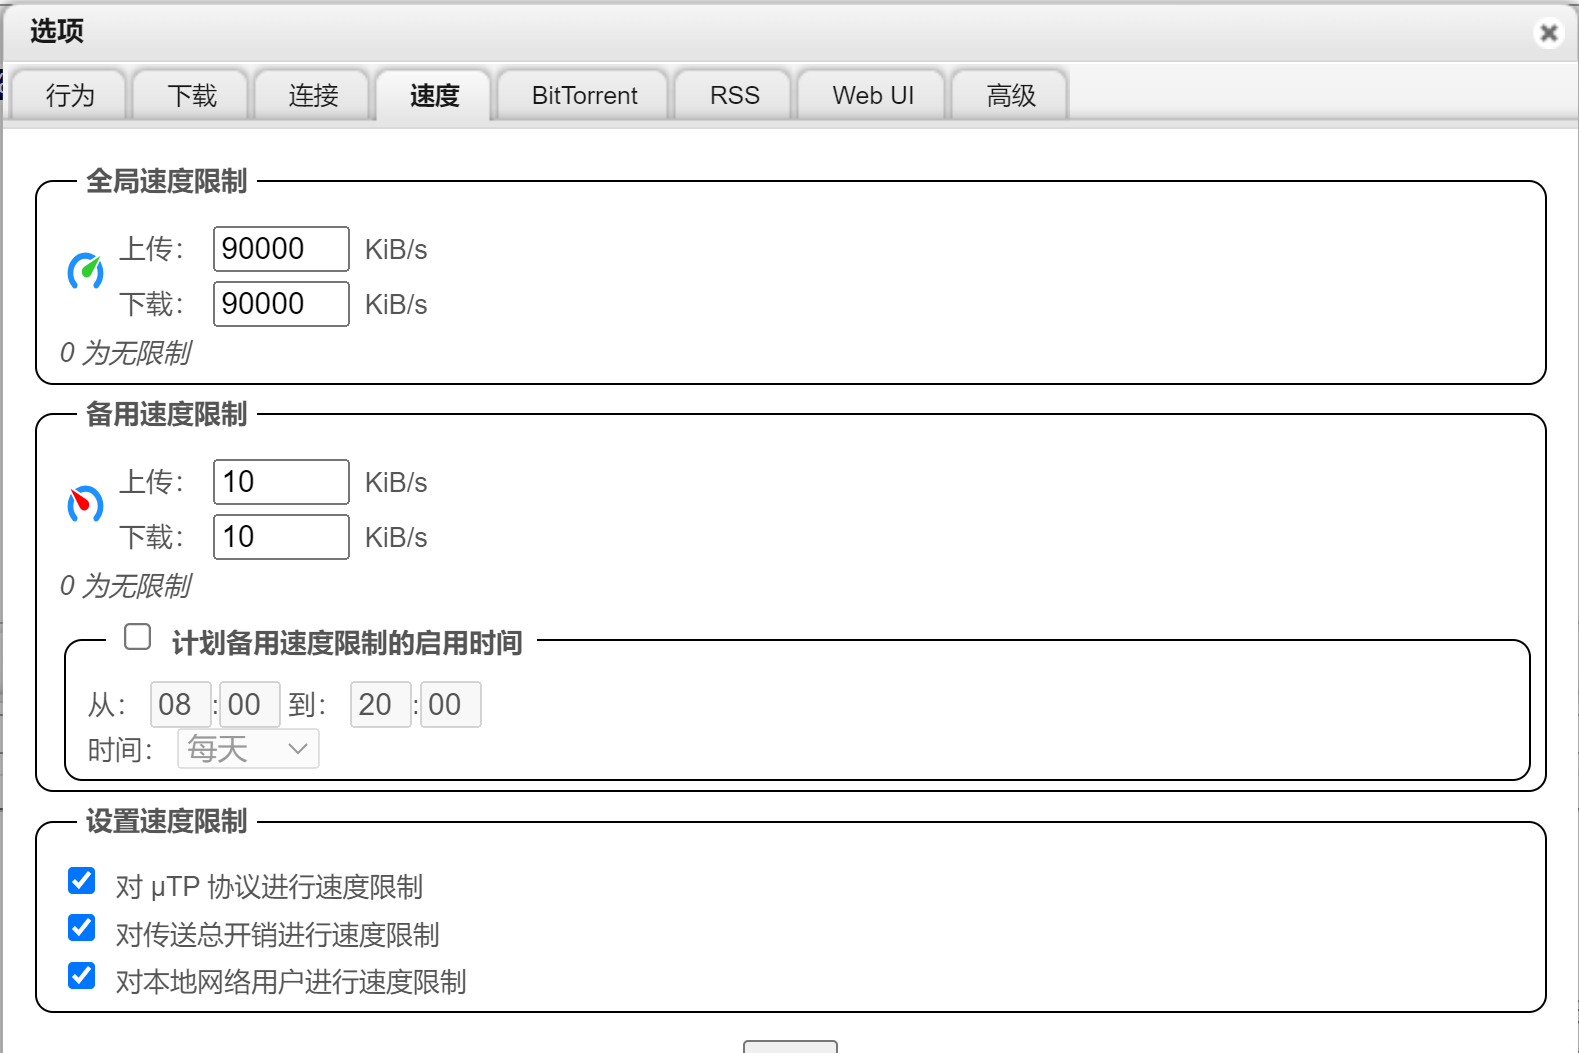 选项
行为 下载 连接 速度 BitTorrent RSS Web UI 高级
全局速度限制
上传： 90000 KiB/s
下载： 90000 KiB/s
0 为无限制
备用速度限制
上传： 10 KiB/s
下载： 10 KiB/s
0 为无限制
计划备用速度限制的启用时间
从： 08:00 到： 20:00
时间： 每天
设置速度限制
对 μTP 协议进行速度限制
对传送总开销进行速度限制
对本地网络用户进行速度限制